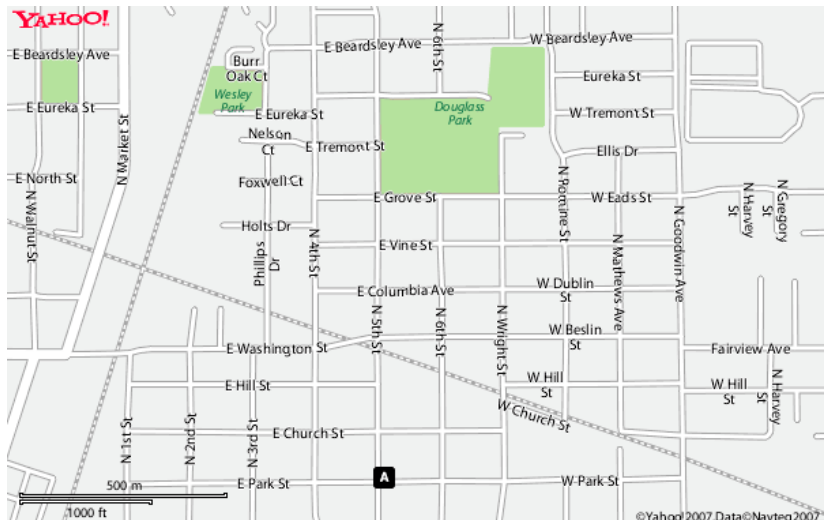 YAHOO!
E Beardsley Ave
E Beardsley Ave
N 6th St
W Beardsley Ave
Burr
Oak Ct
Eureka St
Wesley
Park
Douglass
Park
E Eureka St
E Eureka St
W Tremont St
Nelson
Ct
E Tremont St
Ellis Dr
N Market St
E North St
Foxwell Ct
N Walnut St
E Grove St
N Romine St
W Eads St
N Harvey
St
N Gregory
St
Holts Dr
Phillips
Dr
N 4th St
E Vine St
N Mathews Ave
N Goodwin Ave
E Columbia Ave
W Dublin
St
N 5th St
N 6th St
N Wright St
W Beslin
St
E Washington St
Fairview Ave
E Hill St
W Hill
St
W Hill
St
N Harvey
St
W Church St
N 1st St
N 2nd St
N 3rd St
E Church St
A
E Park St
W Park St
500 m
1000 ft
©Yahoo! 2007 Data©Navteq 2007